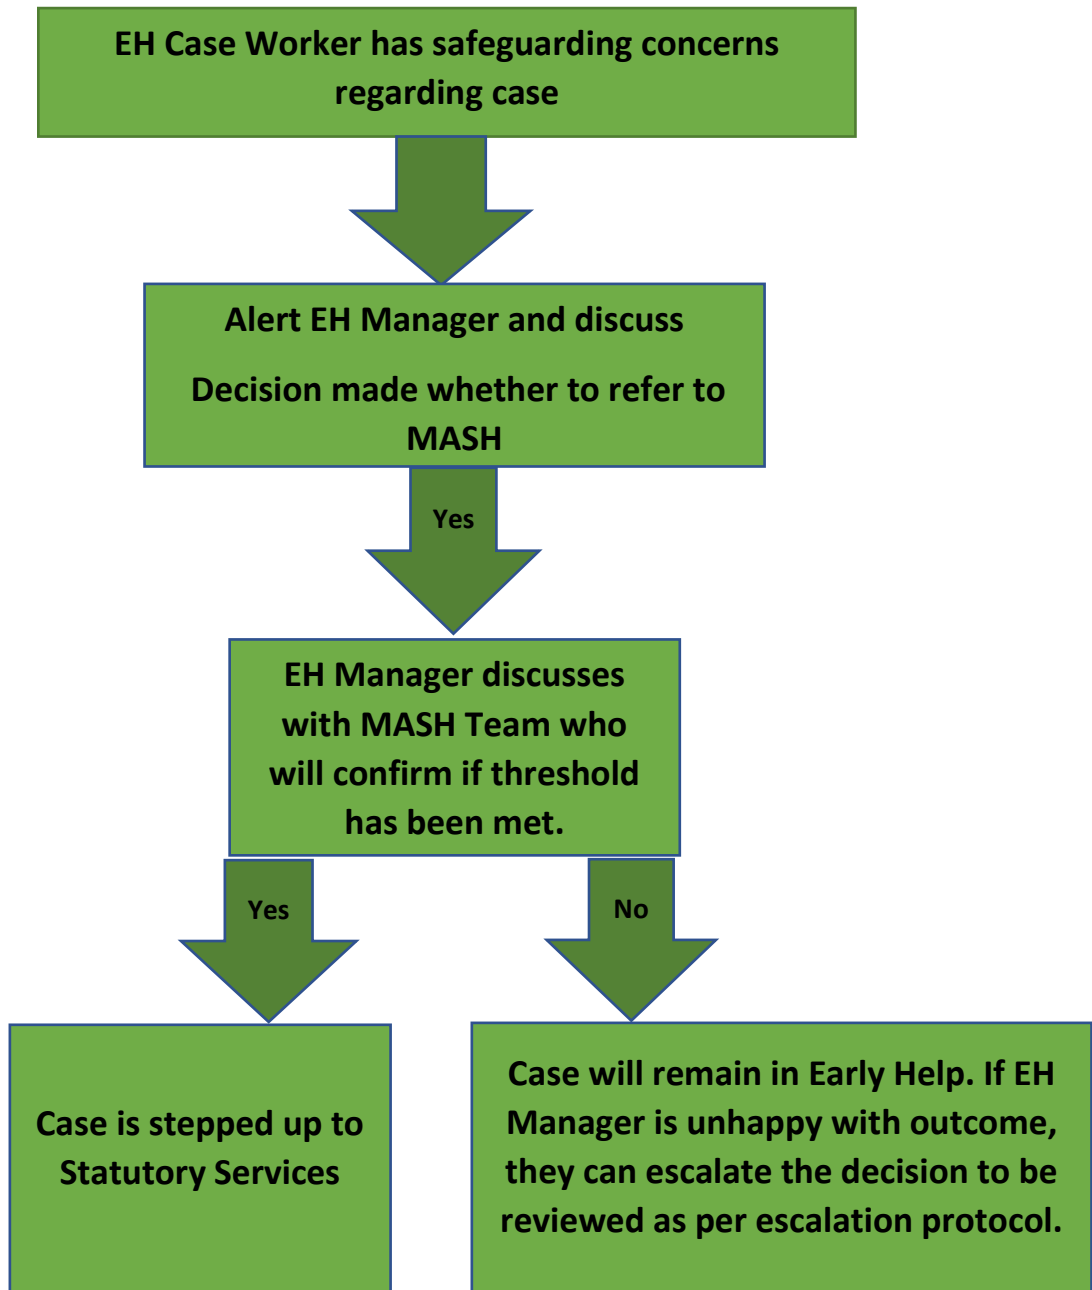 EH Case Worker has safeguarding concerns
regarding case
Alert EH Manager and discuss
Decision made whether to refer to
MASH
Yes
EH Manager discusses
with MASH Team who
will confirm if threshold
has been met.
Yes
No
Case is stepped up to
Statutory Services
Case will remain in Early Help. If EH
Manager is unhappy with outcome,
they can escalate the decision to be
reviewed as per escalation protocol.